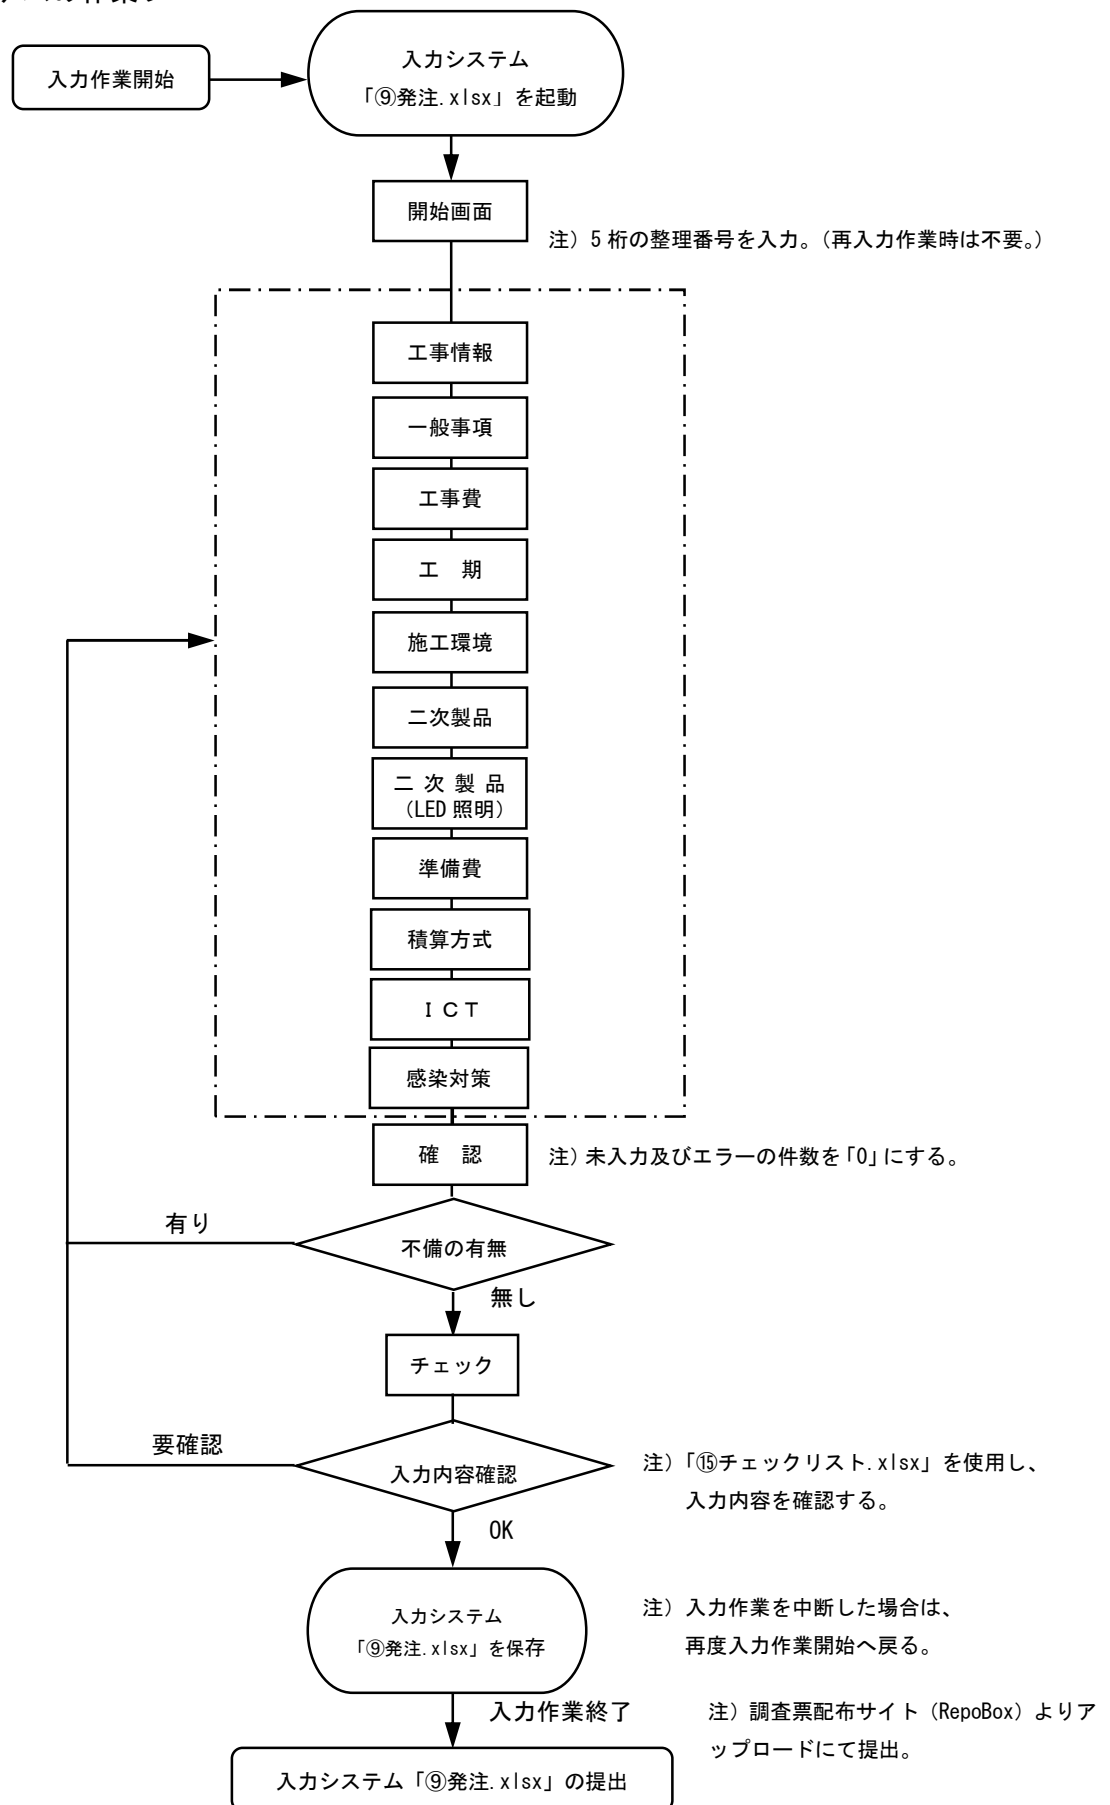 入力作業開始
入力システム
「⑨発注.xlsx」を起動
開始画面
注）5桁の整理番号を入力。（再入力作業時は不要。）
工事情報
一般事項
工事費
工　期
施工環境
二次製品
二 次 製 品
（LED照明）
準備費
積算方式
ＩＣＴ
感染対策
確　認
注）未入力及びエラーの件数を「0」にする。
有り
不備の有無
無し
チェック
要確認
入力内容確認
注）「⑮チェックリスト.xlsx」を使用し、
入力内容を確認する。
OK
入力システム
「⑨発注.xlsx」を保存
注）入力作業を中断した場合は、
再度入力作業開始へ戻る。
入力作業終了
注）調査票配布サイト（RepoBox）よりア
ップロードにて提出。
入力システム「⑨発注.xlsx」の提出